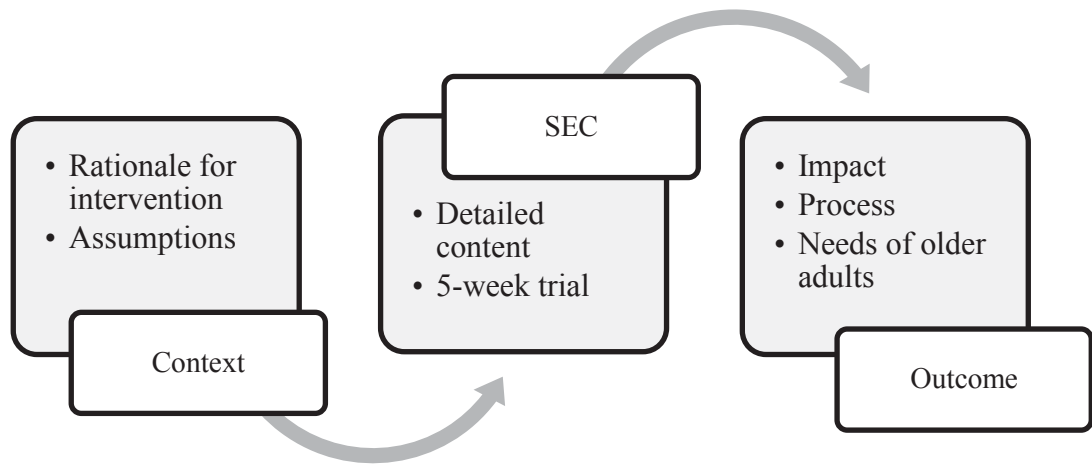 • Rationale for
intervention
• Assumptions
Context
SEC
• Detailed
content
• 5-week trial
• Impact
• Process
• Needs of older
adults
Outcome